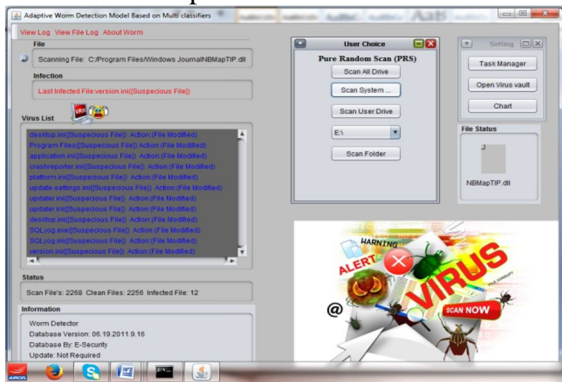 Adaptive Worm Detection Model Based on Multi classifiers
View Log View File Log About Worm
File
Scanning File: C:/Program Files/Windows JournalNBMapTIP.dll
Infection
Last Infected File:version.ini([Suspecious File])
Virus List
desktop.ini([Suspecious File]) Action:(File Modified)
Program Files([Suspecious File]) Action:(File Modified)
application.ini([Suspecious File]) Action:(File Modified)
crashreporter.ini([Suspecious File]) Action:(File Modified)
platform.ini([Suspecious File]) Action:(File Modified)
update-settings.ini([Suspecious File]) Action:(File Modified)
updater.ini([Suspecious File]) Action:(File Modified)
updater.ini([Suspecious File]) Action:(File Modified)
desktop.ini([Suspecious File]) Action:(File Modified)
SQLyog.exe([Suspecious File]) Action:(File Modified)
SQLyog.ini([Suspecious File]) Action:(File Modified)
version.ini([Suspecious File]) Action:(File Modified)
Status
Scan File's: 2268 Clean Files: 2256 Infected File: 12
Information
Worm Detector
Database Version: 06.19.2011.9.16
Database By: E-Security
Update: Not Required
User Choice
Pure Random Scan (PRS)
Scan All Drive
Scan System ...
Scan User Drive
E:\
Scan Folder
Setting
Task Manager
Open Virus vault
Chart
File Status
J
NBMapTIP.dll
WARNING
ALERT
VIRUS
@
SCAN NOW